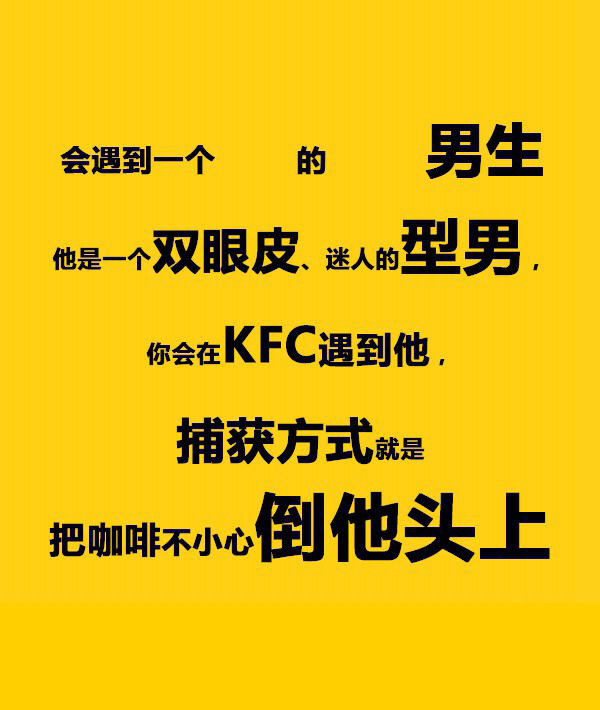 会遇到一个 的 男生
他是一个双眼皮、迷人的型男，
你会在KFC遇到他，
捕获方式就是
把咖啡不小心倒他头上